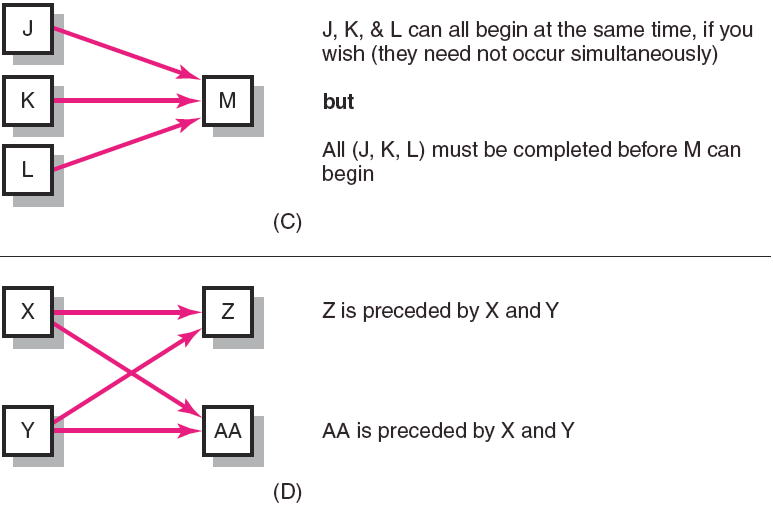 J
J, K, & L can all begin at the same time, if you
wish (they need not occur simultaneously)
K
M
but
L
All (J, K, L) must be completed before M can
begin
(C)
X
Z
Z is preceded by X and Y
Y
AA
AA is preceded by X and Y
(D)